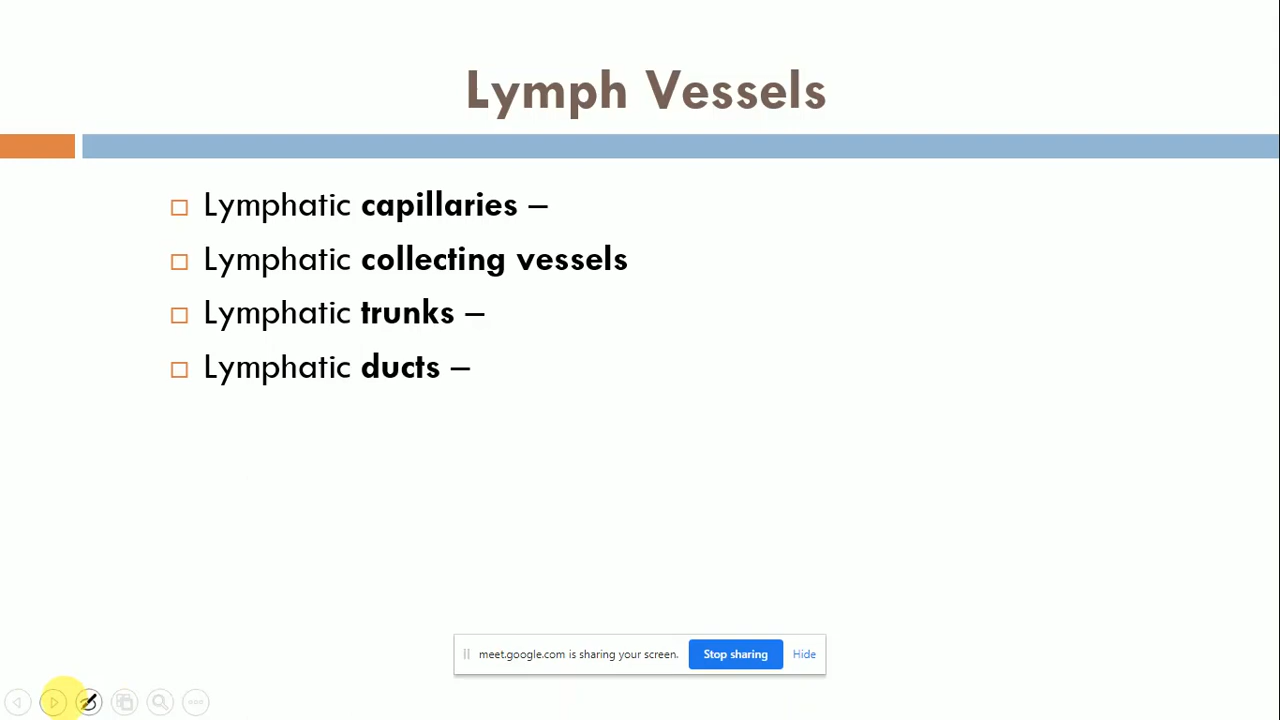 Lymph Vessels
Lymphatic capillaries –
Lymphatic collecting vessels
Lymphatic trunks –
Lymphatic ducts –
meet.google.com is sharing your screen. Stop sharing Hide